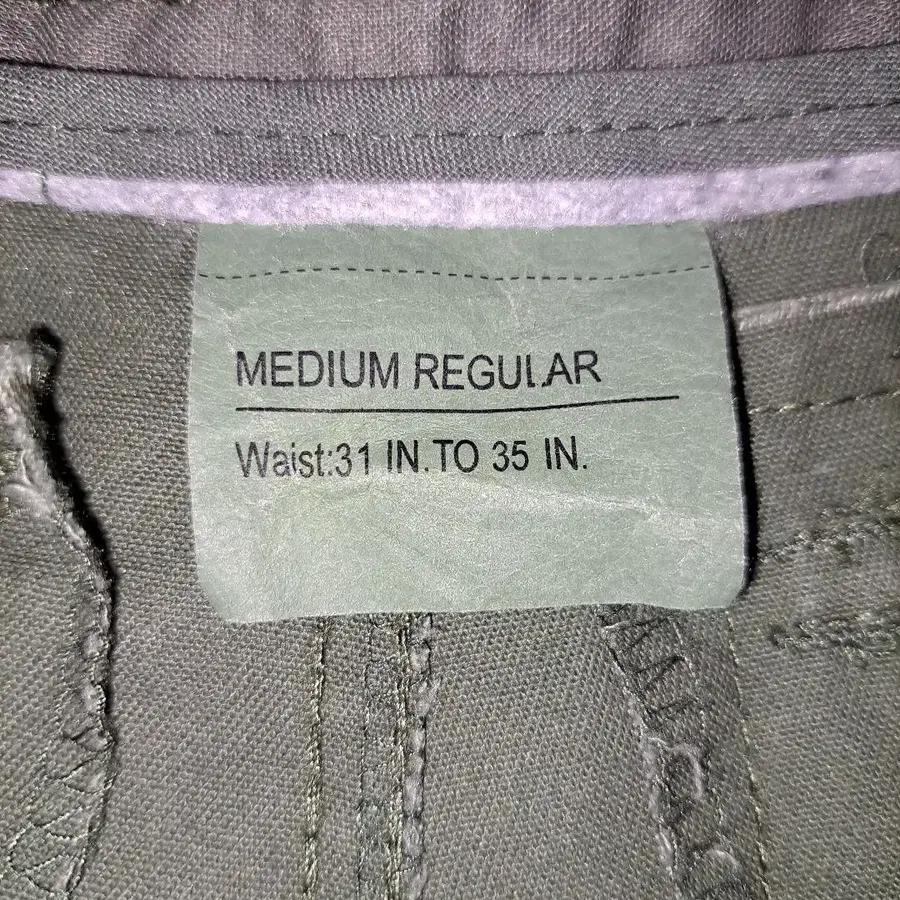 MEDIUM REGULAR
Waist:31 IN.TO 35 IN.